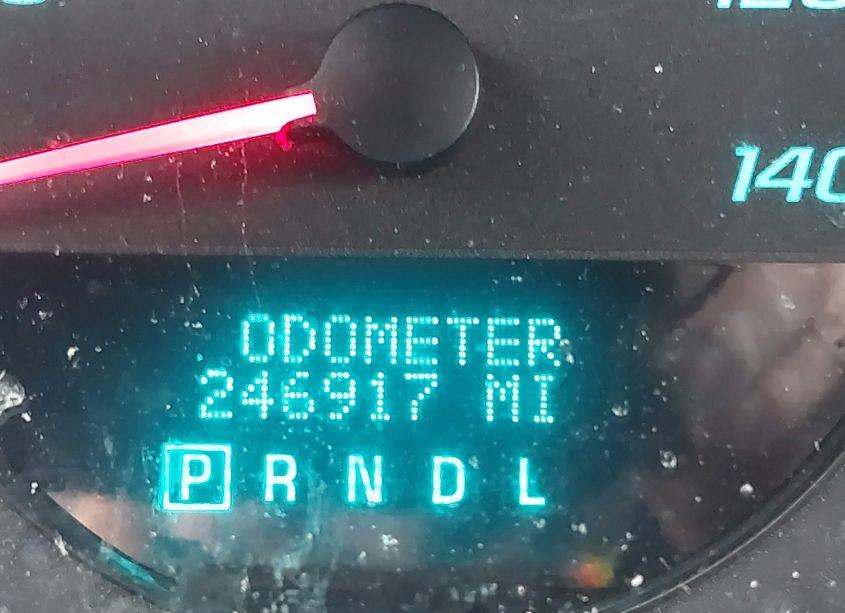 140
ODOMETER
246917 MI
P R N D L